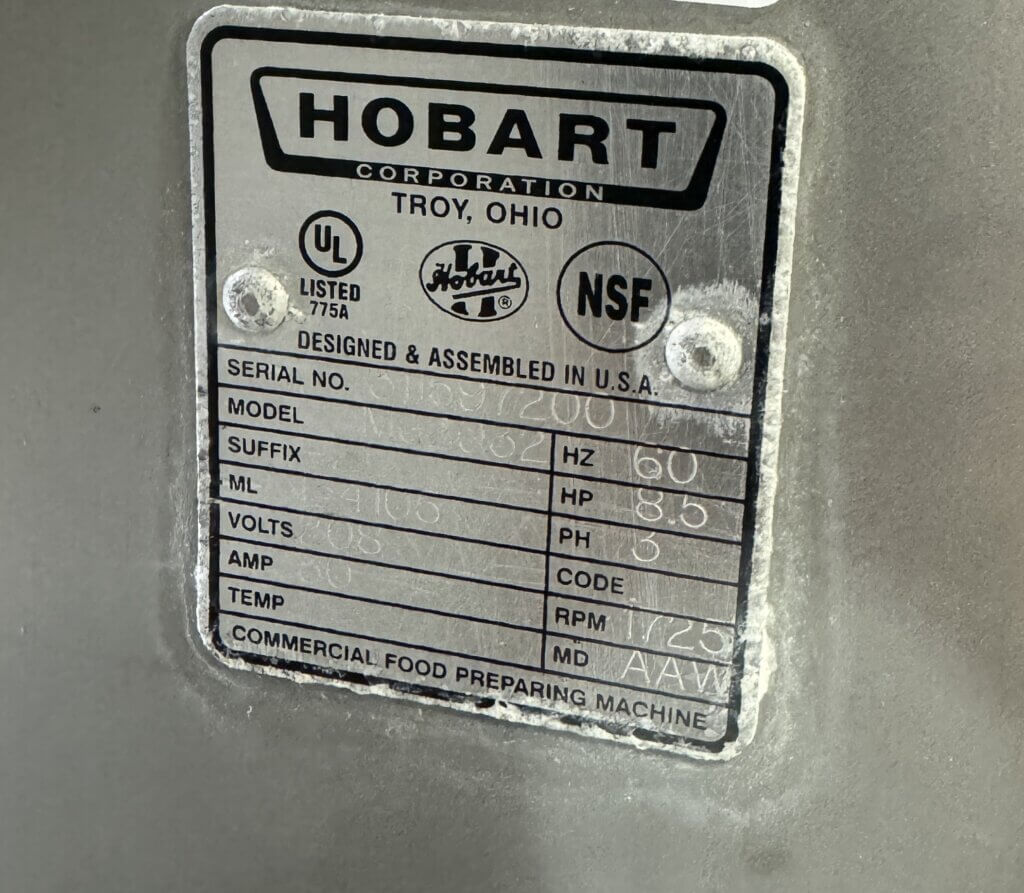 HOBART
CORPORATION
TROY, OHIO
UL
LISTED
775A
Hobart ®
NSF
DESIGNED & ASSEMBLED IN U.S.A.
SERIAL NO.
MODEL
SUFFIX
HZ 60
ML
HP 8.5
VOLTS 208
PH 3
AMP
CODE
TEMP
RPM 1725
MD AAW
COMMERCIAL FOOD PREPARING MACHINE